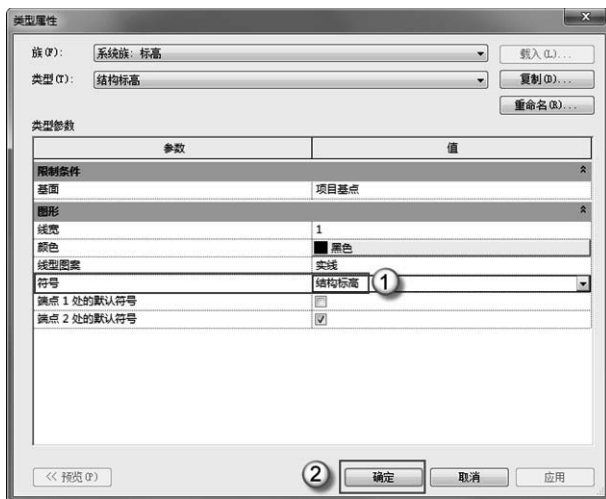 类型属性
族(F): 系统族: 标高 载入(L)...
类型(T): 结构标高 复制(D)...
重命名(R)...
类型参数
参数 值
限制条件
基面 项目基点
图形
线宽 1
颜色 黑色
线型图案 实线
符号 结构标高 ①
端点 1 处的默认符号
端点 2 处的默认符号
<< 预览(P) ② 确定 取消 应用